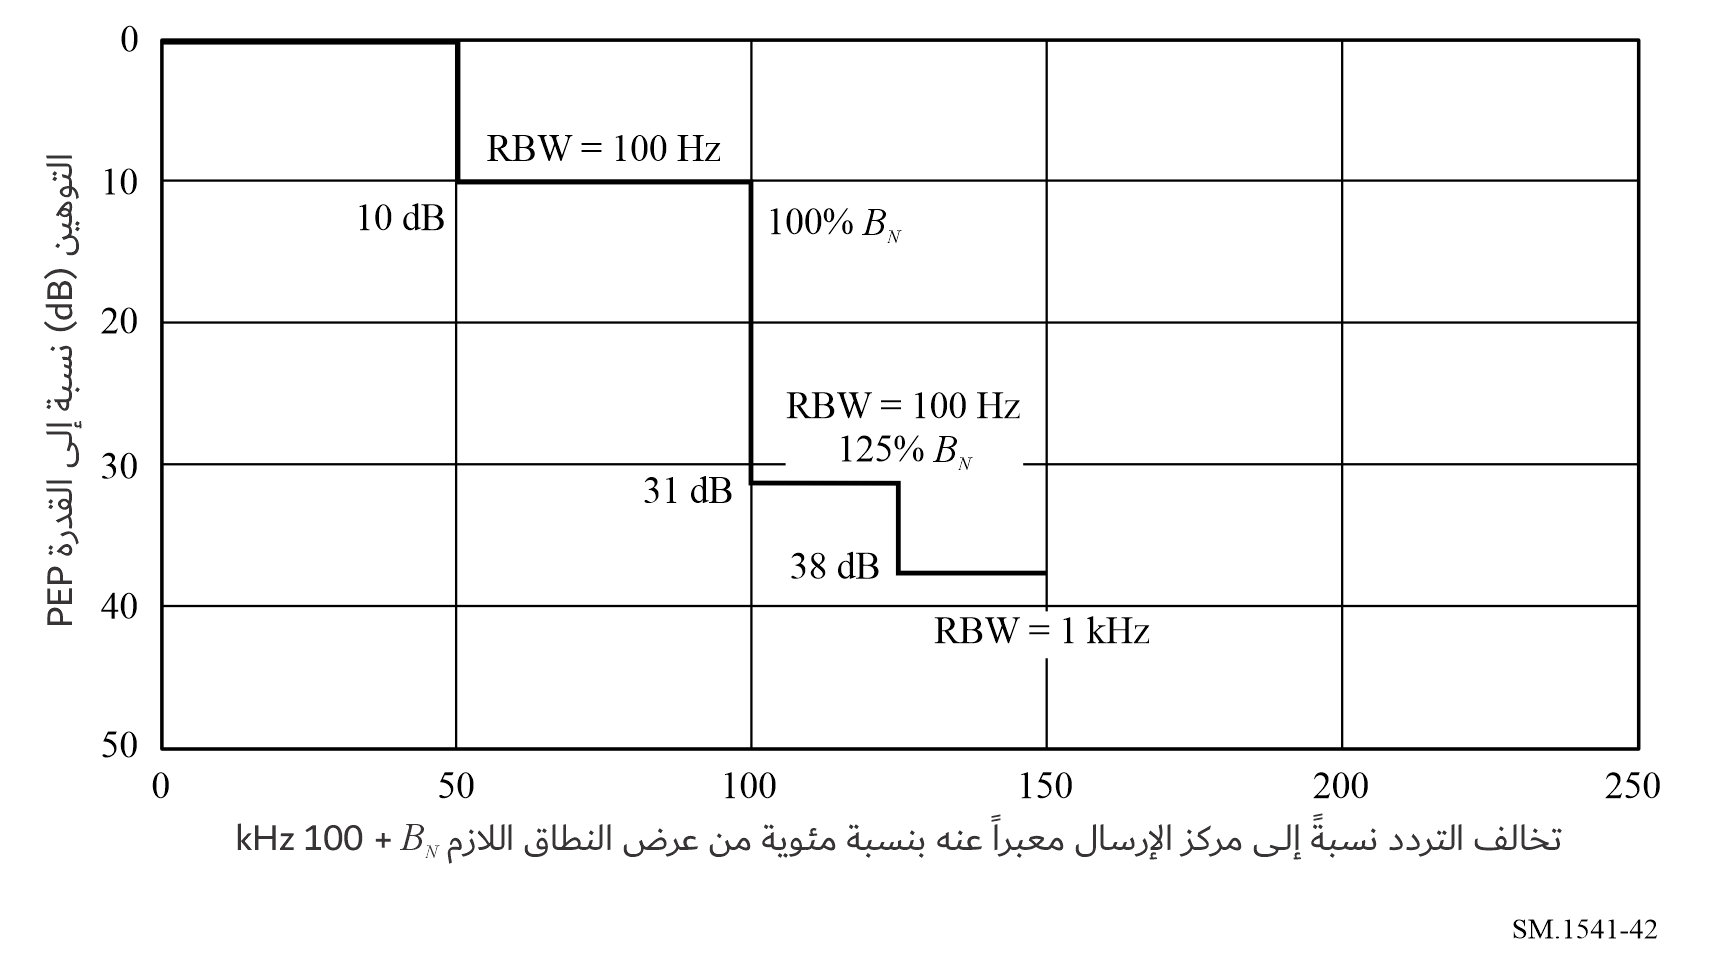 0
RBW = 100 Hz
10
10 dB
100% BN
20
RBW = 100 Hz
125% BN
30
31 dB
38 dB
40
RBW = 1 kHz
50
0 50 100 150 200 250
التوهين (dB) نسبة إلى القدرة PEP
تخالف التردد نسبةً إلى مركز الإرسال معبراً عنه بنسبة مئوية من عرض النطاق اللازم kHz 100 + BN
SM.1541-42